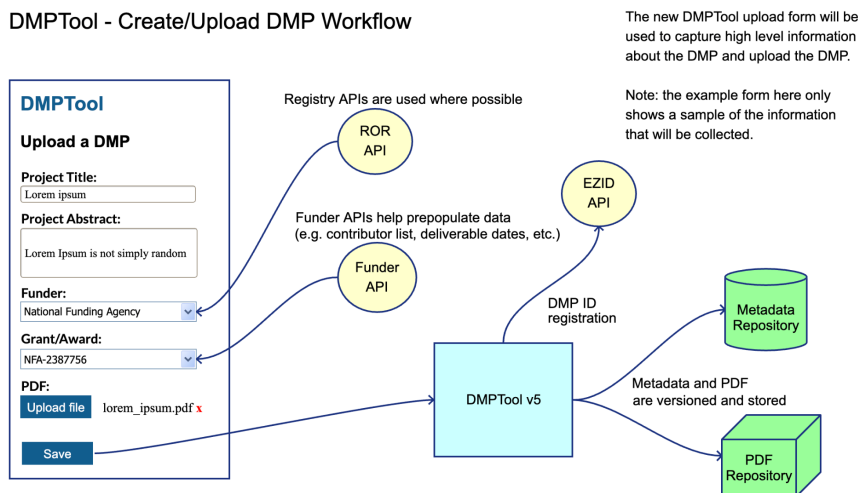 DMPTool - Create/Upload DMP Workflow
The new DMPTool upload form will be
used to capture high level information
about the DMP and upload the DMP.
Note: the example form here only
shows a sample of the information
that will be collected.
DMPTool
Upload a DMP
Project Title:
Lorem ipsum
Project Abstract:
Lorem Ipsum is not simply random
Funder:
National Funding Agency
Grant/Award:
NFA-2387756
PDF:
Upload file
lorem_ipsum.pdf x
Save
Registry APIs are used where possible
ROR
API
Funder APIs help prepopulate data
(e.g. contributor list, deliverable dates, etc.)
Funder
API
EZID
API
DMP ID
registration
DMPTool v5
Metadata
Repository
Metadata and PDF
are versioned and stored
PDF
Repository